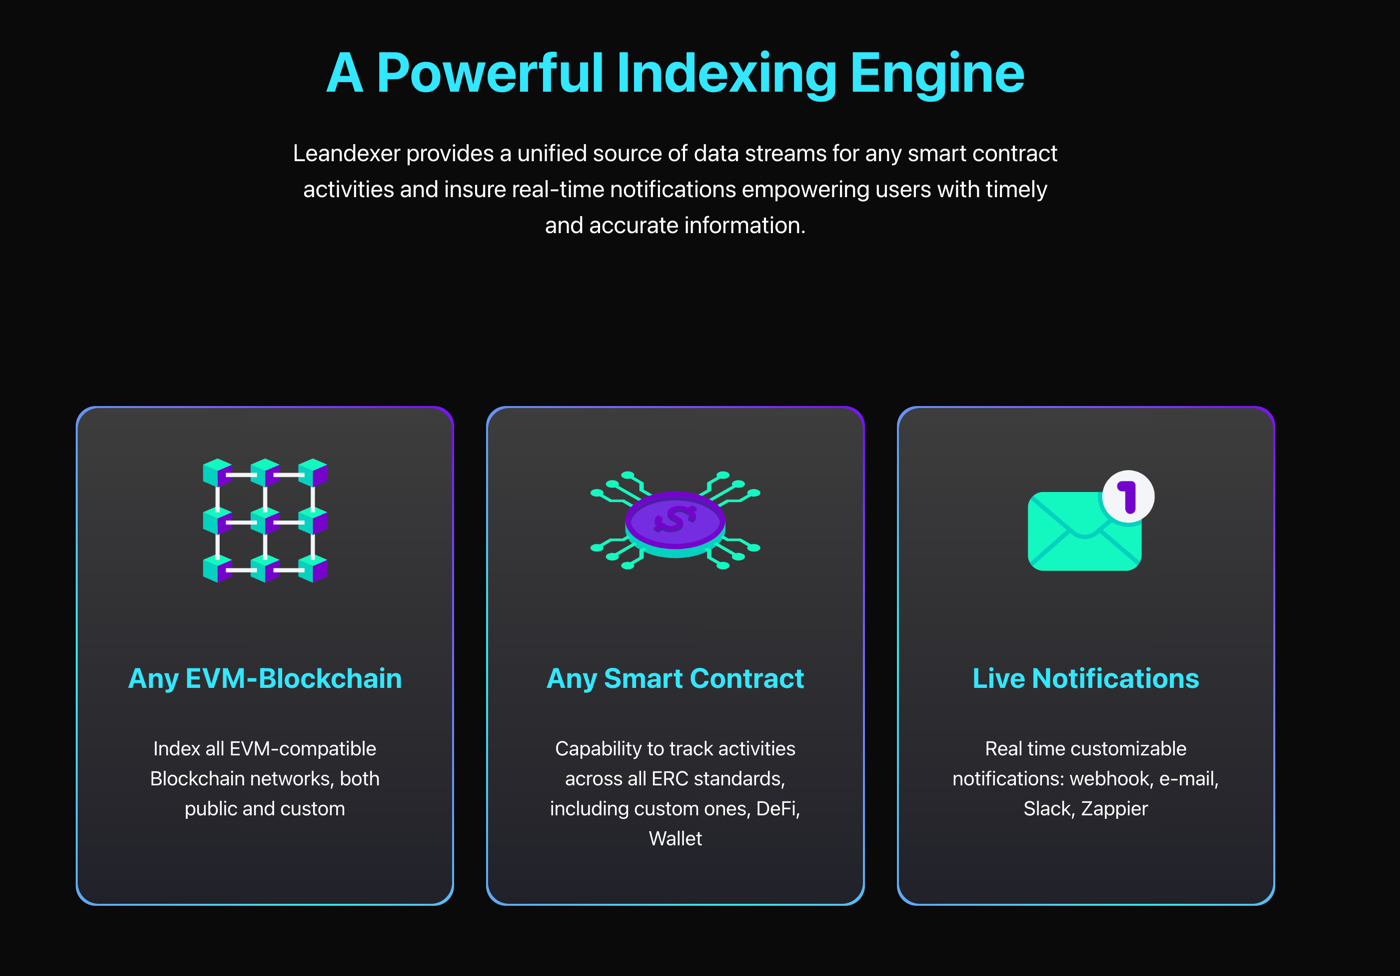 A Powerful Indexing Engine
Leandexer provides a unified source of data streams for any smart contract
activities and insure real-time notifications empowering users with timely
and accurate information.
$
Any EVM-Blockchain
Index all EVM-compatible
Blockchain networks, both
public and custom
Any Smart Contract
Capability to track activities
across all ERC standards,
including custom ones, DeFi,
Wallet
1
Live Notifications
Real time customizable
notifications: webhook, e-mail,
Slack, Zappier